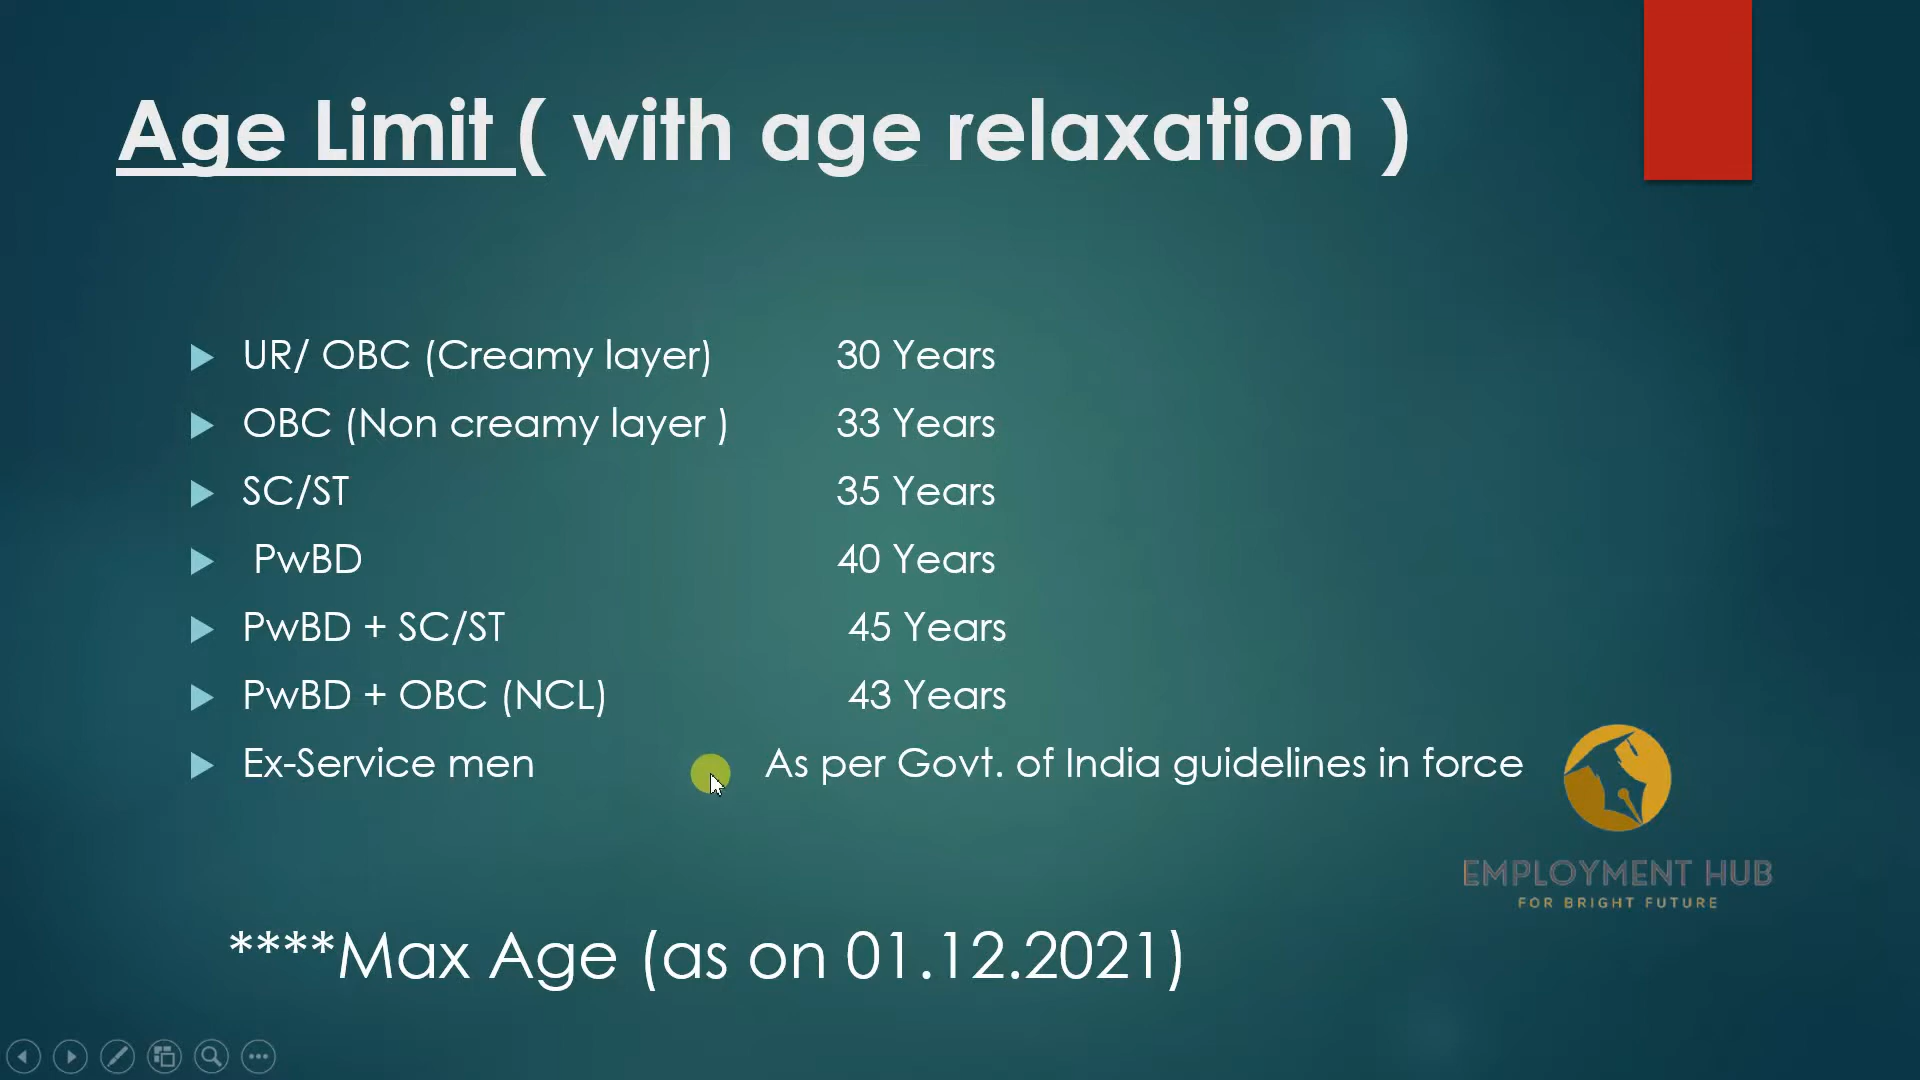 Age Limit ( with age relaxation )
UR/ OBC (Creamy layer) 30 Years
OBC (Non creamy layer ) 33 Years
SC/ST 35 Years
PwBD 40 Years
PwBD + SC/ST 45 Years
PwBD + OBC (NCL) 43 Years
Ex-Service men As per Govt. of India guidelines in force
EMPLOYMENT HUB
FOR BRIGHT FUTURE
****Max Age (as on 01.12.2021)